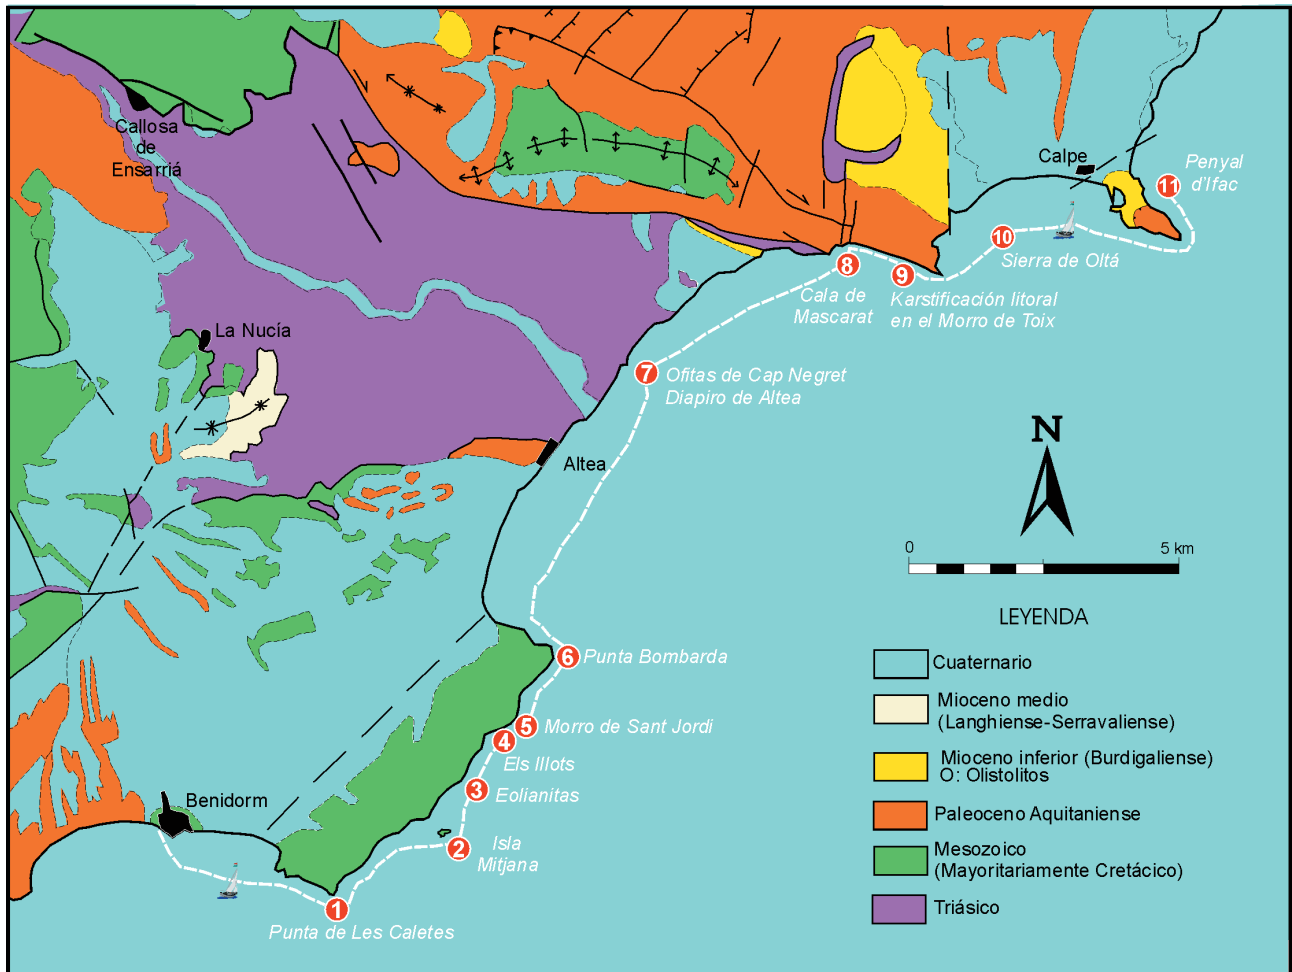 Callosa
de
Ensarriá
Calpe
Penyal
d'Ifac
11
10
Sierra de Oltá
8
9
Cala de
Mascarat
Karstificación litoral
en el Morro de Toix
La Nucía
7
Ofitas de Cap Negret
Diapiro de Altea
N
Altea
0 5 km
LEYENDA
6
Punta Bombarda
Cuaternario
Mioceno medio
(Langhiense-Serravaliense)
5
Morro de Sant Jordi
4
Els Illots
Mioceno inferior (Burdigaliense)
O: Olistolitos
3
Eolianitas
Benidorm
Paleoceno Aquitaniense
2
Isla
Mitjana
Mesozoico
(Mayoritariamente Cretácico)
1
Punta de Les Caletes
Triásico